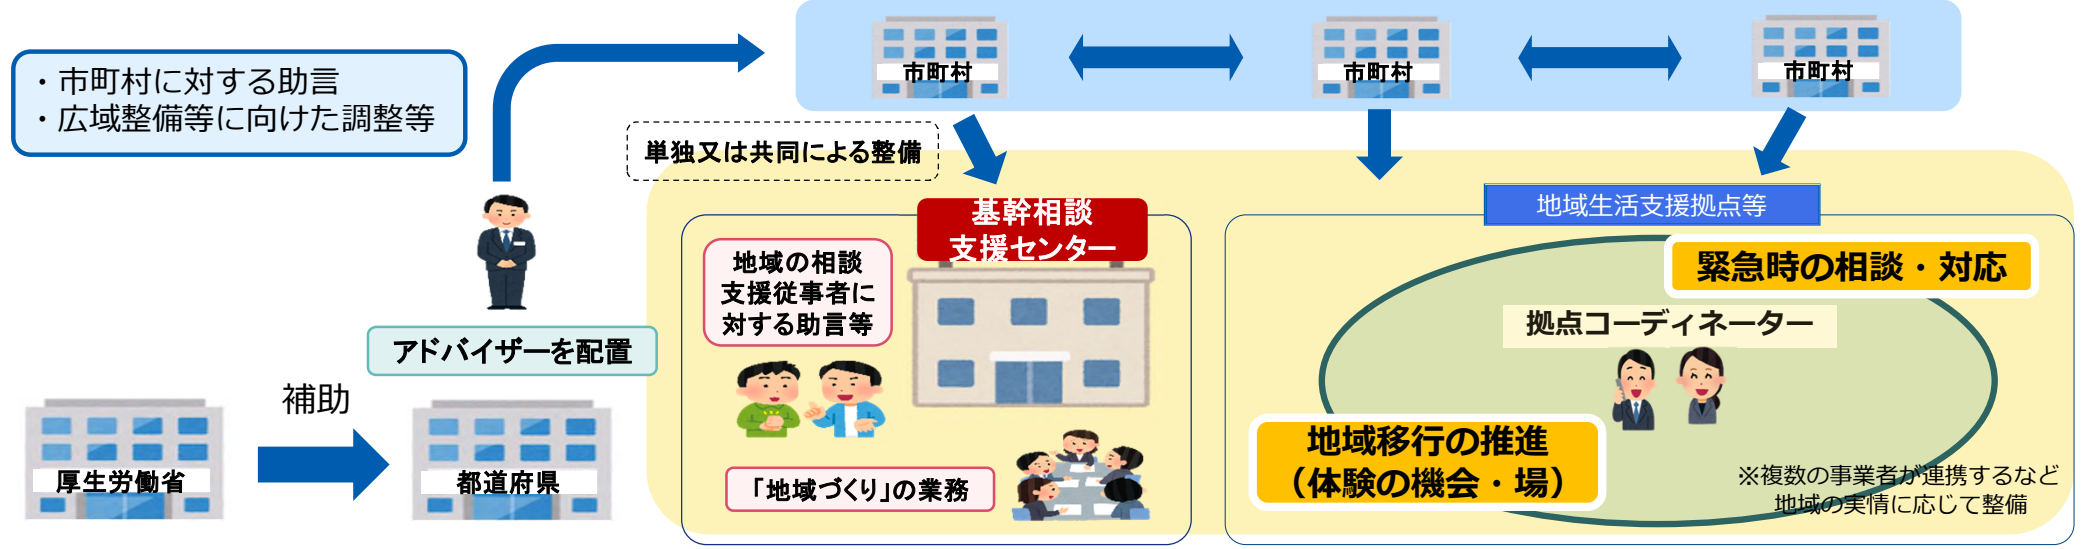 ・市町村に対する助言
・広域整備等に向けた調整等
市町村
市町村
市町村
単独又は共同による整備
アドバイザーを配置
補助
厚生労働省
都道府県
基幹相談
支援センター
地域の相談
支援従事者に
対する助言等
「地域づくり」の業務
地域生活支援拠点等
緊急時の相談・対応
拠点コーディネーター
地域移行の推進
（体験の機会・場）
※複数の事業者が連携するなど
地域の実情に応じて整備